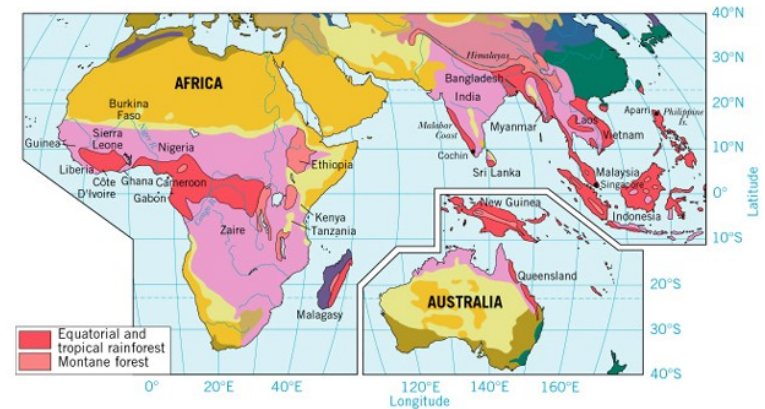 40°N
30°N
20°N
10°N
0°
10°S
20°S
30°S
40°S
Latitude
AFRICA
Burkina
Faso
Guinea
Sierra
Leone
Niger R.
Nigeria
Liberia
Côte
D'Ivoire
Ghana
Cameroon
Gabon
Congo R.
Zaire
Ethiopia
Kenya
Tanzania
Malagasy
Himalayas
Bangladesh
India
Malabar
Coast
Myanmar
Cochin
Sri Lanka
Laos
Vietnam
Aparri
Philippine
Is.
Malaysia
Singapore
Indonesia
New Guinea
Queensland
AUSTRALIA
Equatorial and
tropical rainforest
Montane forest
0°
20°E
40°E
120°E
140°E
160°E
Longitude